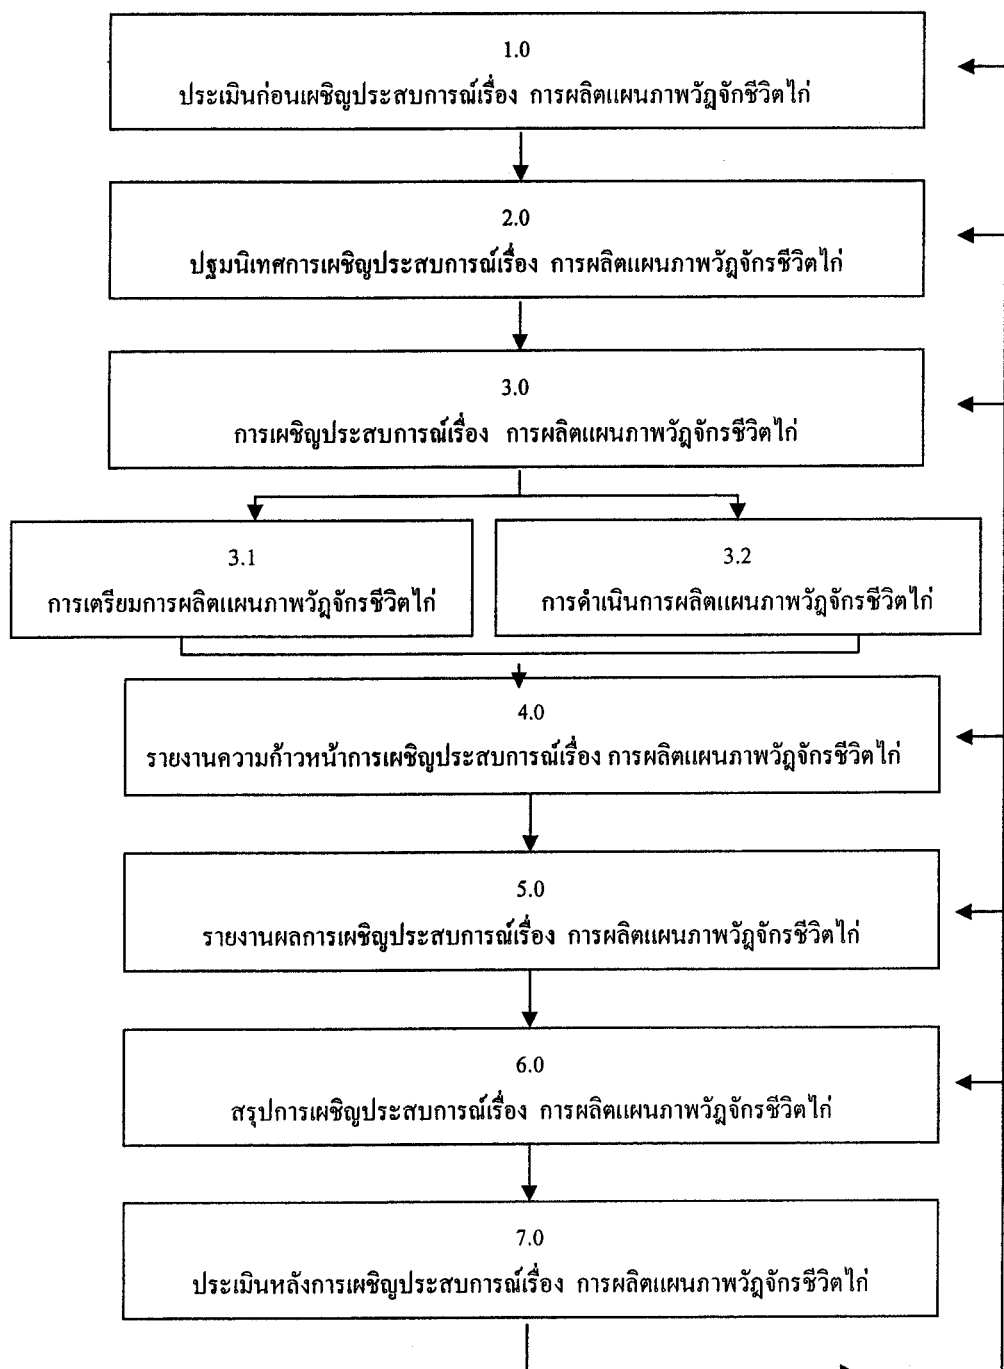 1.0
ประเมินก่อนเผชิญประสบการณ์เรื่อง การผลิตแผนภาพวัฎจักชีวิตไก่
2.0
ปฐมนิเทศการเผชิญประสบการณ์เรื่อง การผลิตแผนภาพวัฎจักรชีวิตไก่
3.0
การเผชิญประสบการณ์เรื่อง การผลิตแผนภาพวัฎจักรชีวิตไก่
3.1
การเตรียมการผลิตแผนภาพวัฎจักรชีวิตไก่
3.2
การดำเนินการผลิตแผนภาพวัฎจักรชีวิตไก่
4.0
รายงานความก้าวหน้าการเผชิญประสบการณ์เรื่อง การผลิตแผนภาพวัฎจักรชีวิตไก่
5.0
รายงานผลการเผชิญประสบการณ์เรื่อง การผลิตแผนภาพวัฎจักรชีวิตไก่
6.0
สรุปการเผชิญประสบการณ์เรื่อง การผลิตแผนภาพวัฎจักรชีวิตไก่
7.0
ประเมินหลังการเผชิญประสบการณ์เรื่อง การผลิตแผนภาพวัฎจักรชีวิตไก่